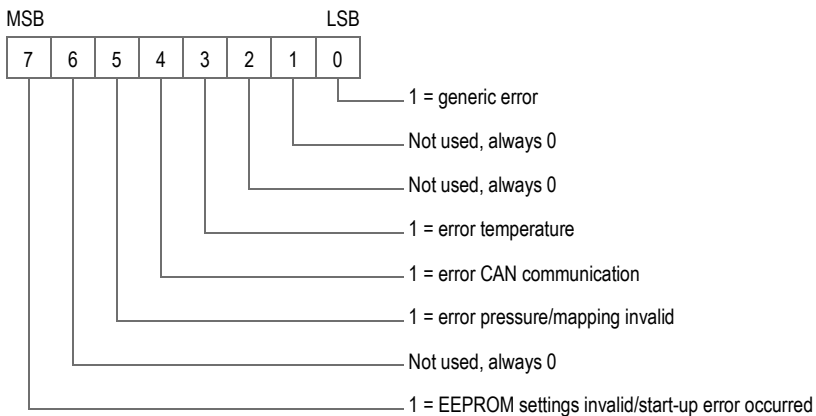 MSB LSB
7 6 5 4 3 2 1 0
1 = generic error
Not used, always 0
Not used, always 0
1 = error temperature
1 = error CAN communication
1 = error pressure/mapping invalid
Not used, always 0
1 = EEPROM settings invalid/start-up error occurred